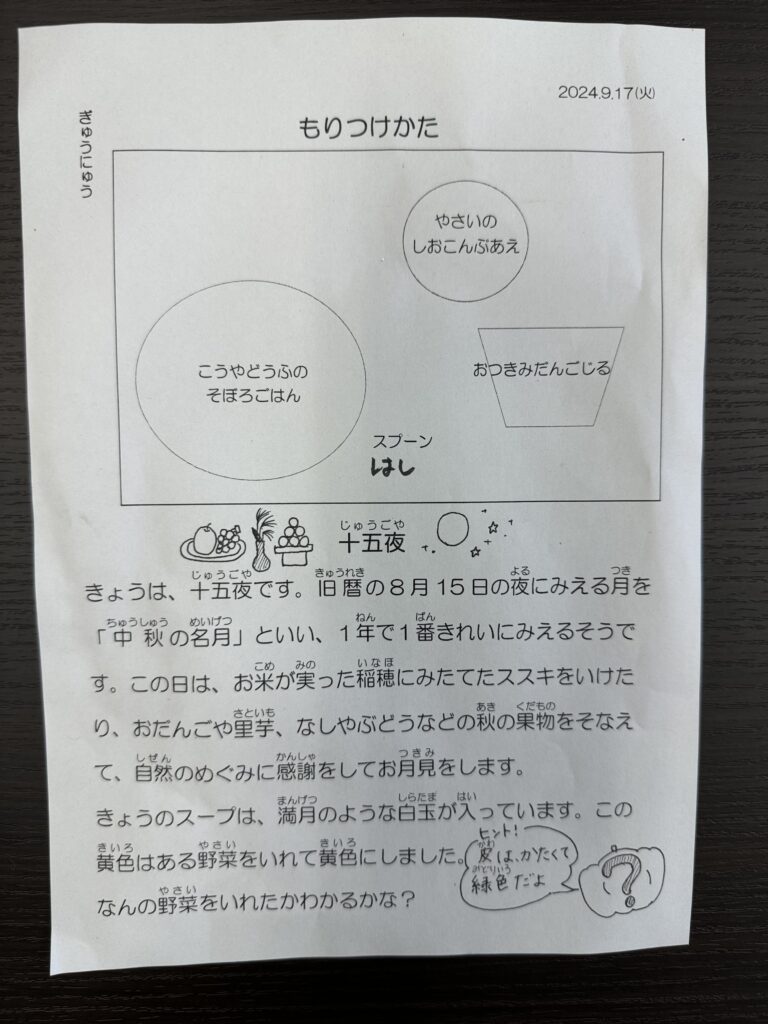 2024.9.17(火)
もりつけかた
ぎゅうにゅう
やさいの
しおこんぶあえ
こうやどうふの
そぼろごはん
おつきみだんごじる
スプーン
はし
じゅうごや
十五夜
じゅうごや きゅうれき よる つき
きょうは、十五夜です。旧暦の8月15日の夜にみえる月を
ちゅうしゅう めいげつ ねん ばん
「中秋の名月」といい、1年で1番きれいにみえるそうで
こめ みの いなほ
す。この日は、お米が実った稲穂にみたてたススキをいけた
さといも あき くだもの
り、おだんごや里芋、なしやぶどうなどの秋の果物をそなえ
しぜん かんしゃ つきみ
て、自然のめぐみに感謝をしてお月見をします。
まんげつ しらたま はい
きょうのスープは、満月のような白玉が入っています。この
きいろ やさい きいろ
黄色はある野菜をいれて黄色にしました。
やさい
なんの野菜をいれたかわかるかな？
ヒント!
かわ
皮は、かたくて
みどりいろ
緑色だよ
?